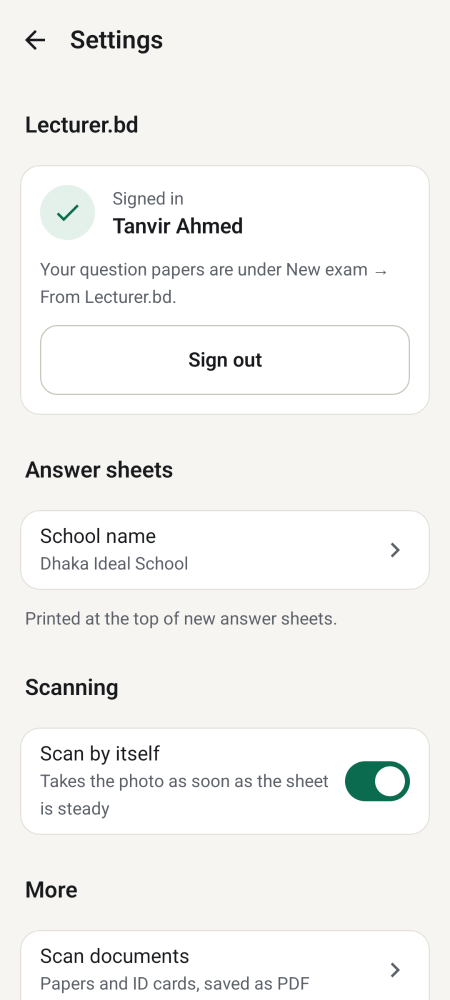 Settings
Lecturer.bd
Signed in
Tanvir Ahmed
Your question papers are under New exam →
From Lecturer.bd.
Sign out
Answer sheets
School name
Dhaka Ideal School
Printed at the top of new answer sheets.
Scanning
Scan by itself
Takes the photo as soon as the sheet
is steady
More
Scan documents
Papers and ID cards, saved as PDF